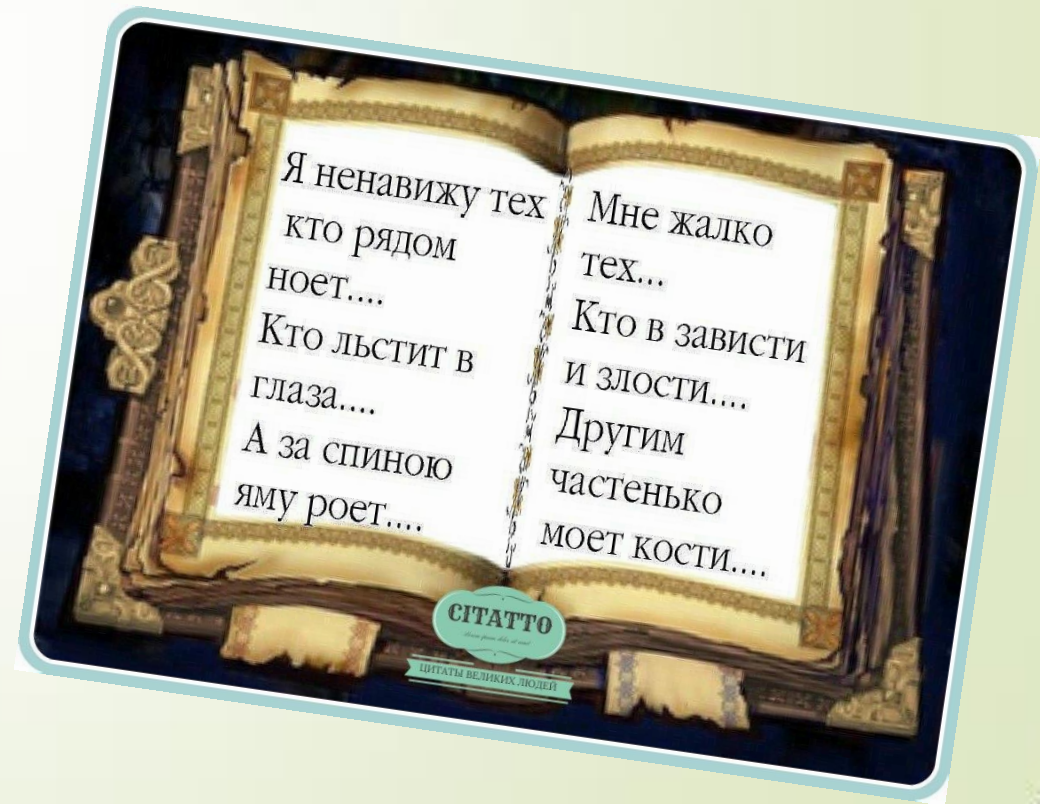 Я ненавижу тех
кто рядом
ноет....
Кто льстит в
глаза....
А за спиною
яму роет....
Мне жалко
тех...
Кто в зависти
и злости....
Другим
частенько
моет кости....
CITATTO
ЦИТАТЫ ВЕЛИКИХ ЛЮДЕЙ